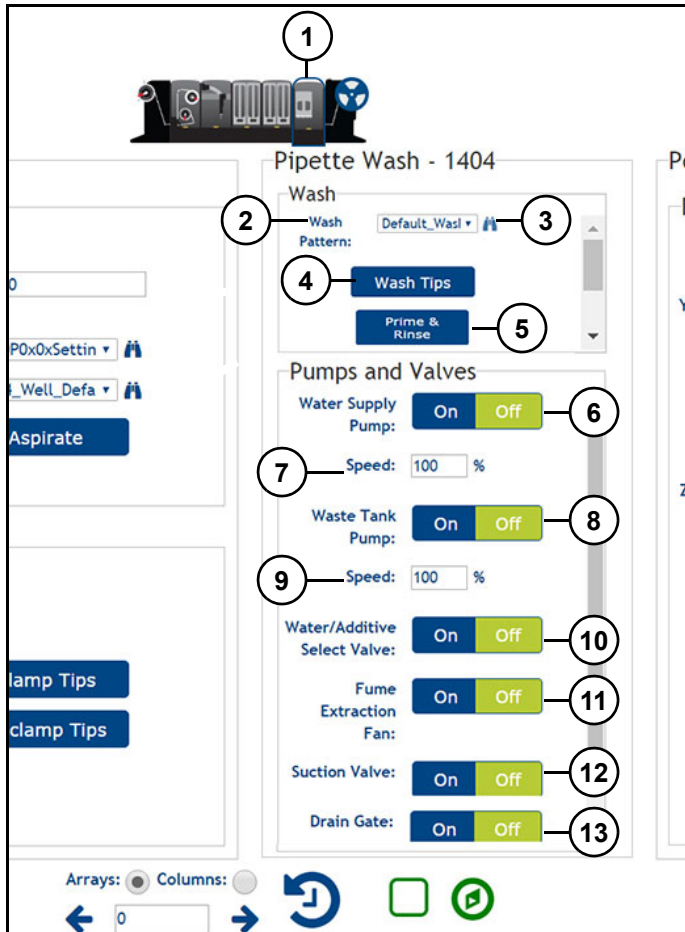 1
Pipette Wash - 1404
Wash
2
Wash Pattern:
Default_Wasl
3
4
Wash Tips
Prime & Rinse
5
0
P0x0xSettin
_Well_Defa
Aspirate
Pumps and Valves
Water Supply Pump:
On Off
6
7
Speed: 100 %
Waste Tank Pump:
On Off
8
9
Speed: 100 %
Water/Additive Select Valve:
On Off
10
Fume Extraction Fan:
On Off
11
lamp Tips
clamp Tips
Suction Valve:
On Off
12
Drain Gate:
On Off
13
Arrays: Columns:
0